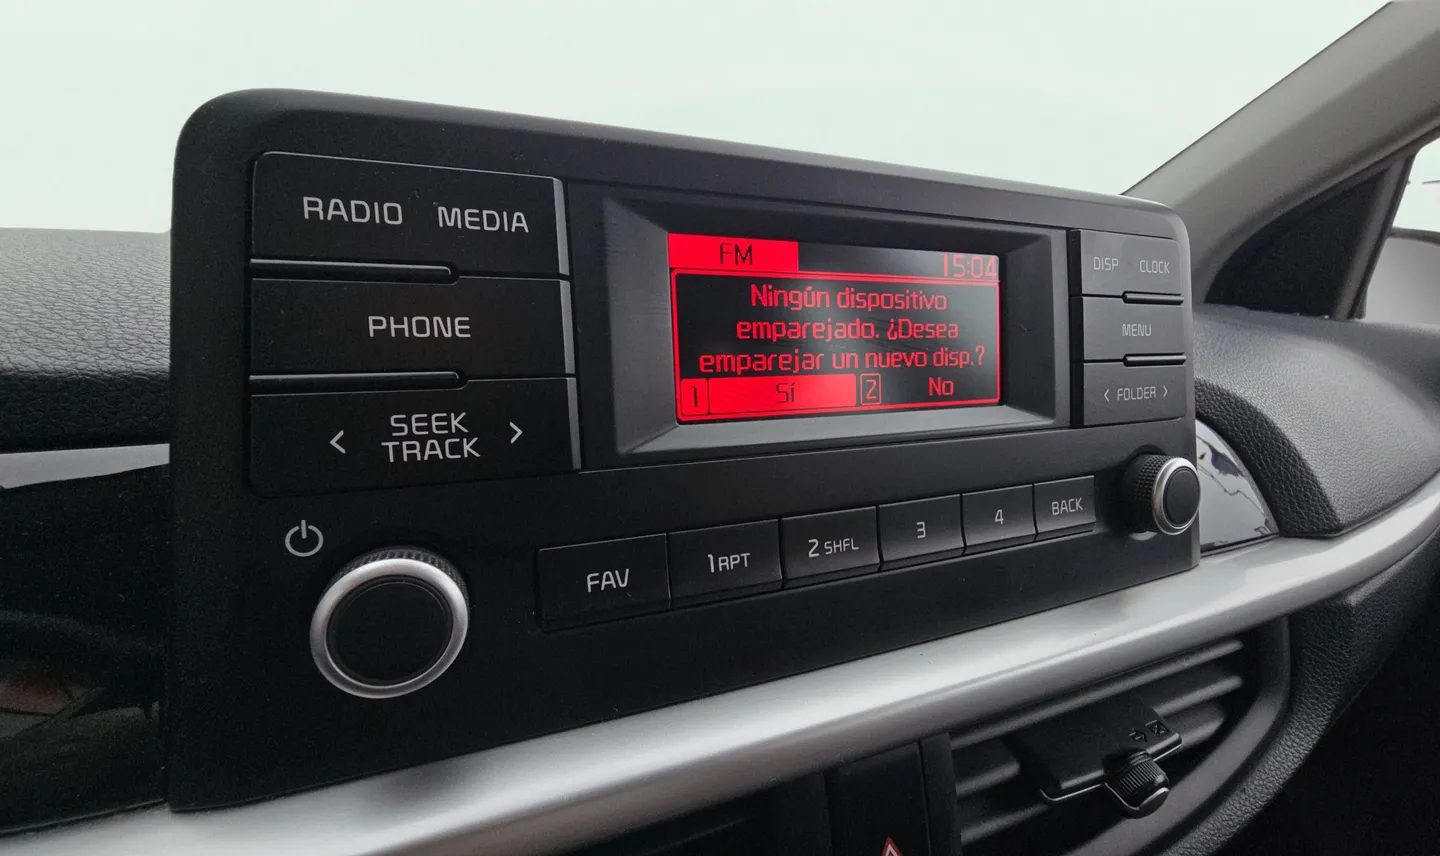 RADIO MEDIA
PHONE
< SEEK TRACK >
FM 15:04
Ningún dispositivo
emparejado. ¿Desea
emparejar un nuevo disp.?
1 Sí 2 No
DISP CLOCK
MENU
< FOLDER >
FAV 1 RPT 2 SHFL 3 4 BACK